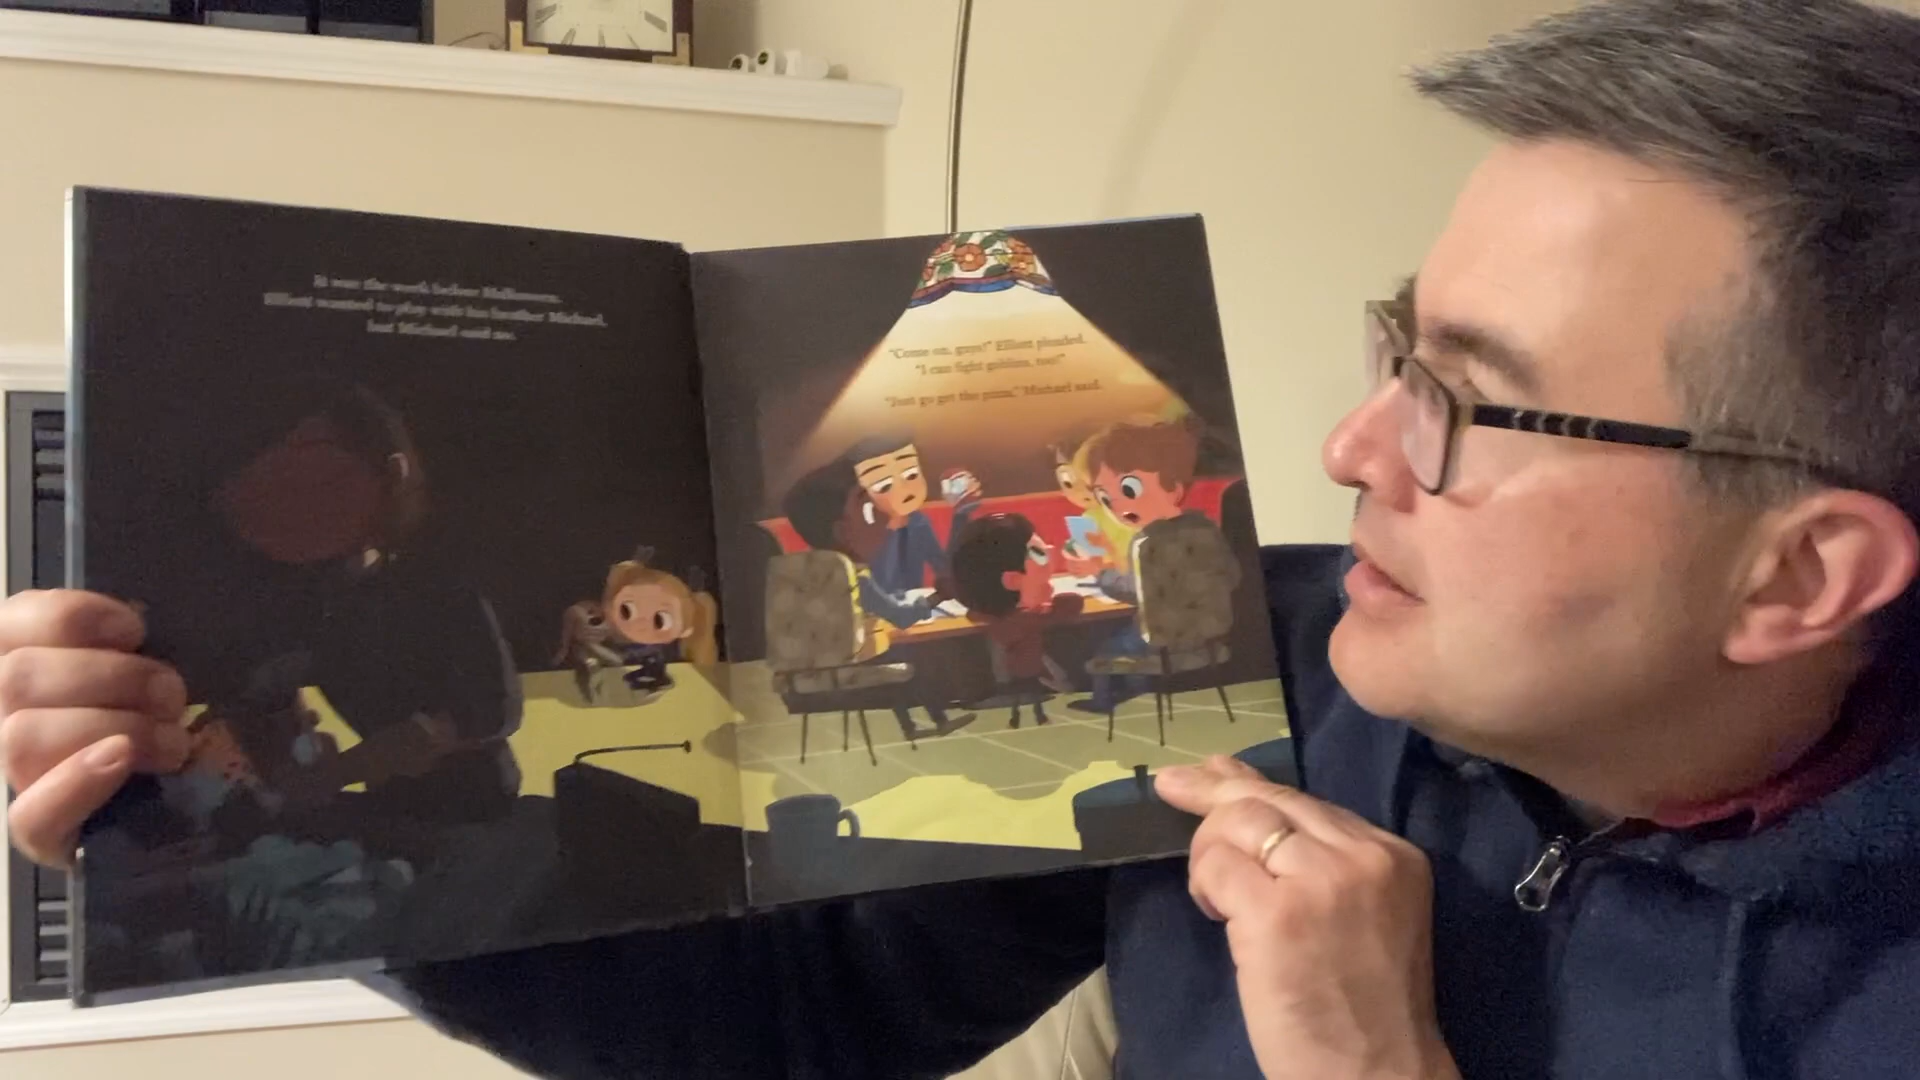 It was the week before Halloween.
Elliott wanted to play with his brother Michael,
but Michael said no.
"Come on, guys!" Elliott pleaded.
"I can fight goblins, too!"
"Just go get the pizza," Michael said.